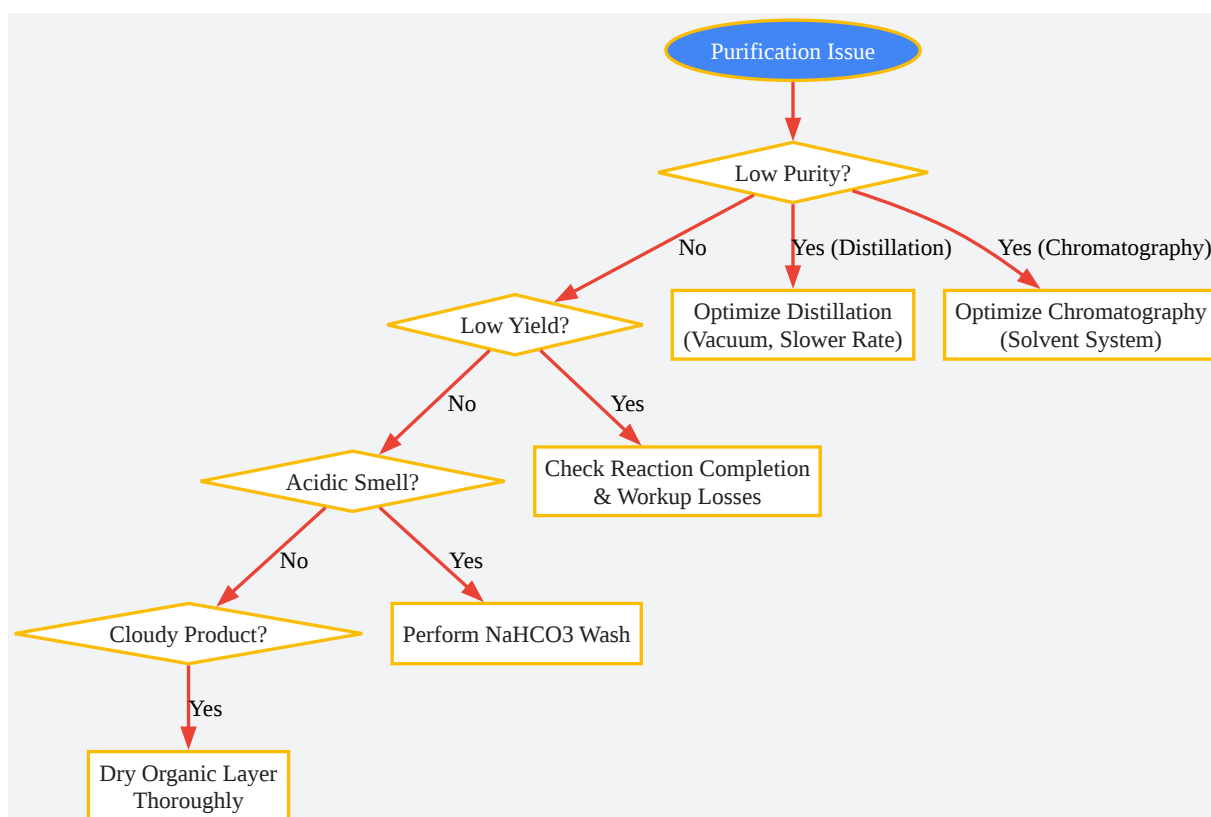 Purification Issue
Low Purity?
No
Yes (Distillation)
Yes (Chromatography)
Low Yield?
Optimize Distillation
(Vacuum, Slower Rate)
Optimize Chromatography
(Solvent System)
No
Yes
Acidic Smell?
Check Reaction Completion
& Workup Losses
No
Yes
Cloudy Product?
Perform NaHCO3 Wash
Yes
Dry Organic Layer
Thoroughly